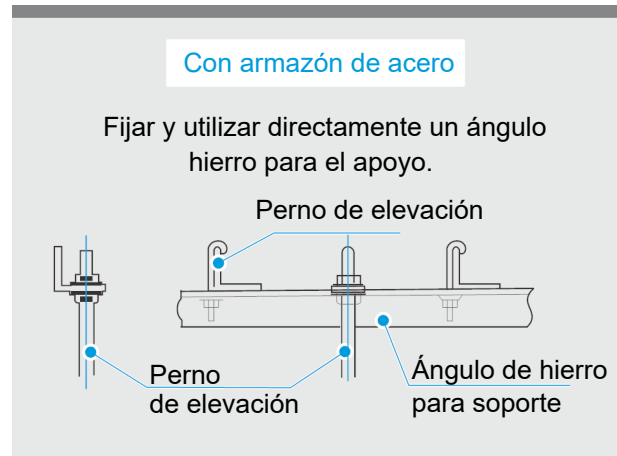 Con armazón de acero
Fijar y utilizar directamente un ángulo
hierro para el apoyo.
Perno de elevación
Perno
de elevación
Ángulo de hierro
para soporte